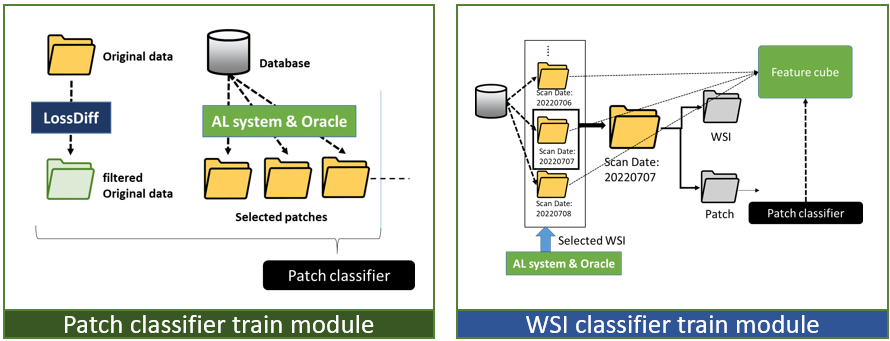 Original data
LossDiff
filtered
Original data
Database
AL system & Oracle
Selected patches
Patch classifier
Patch classifier train module
⋮
Scan Date:
20220706
Scan Date:
20220707
Scan Date:
20220708
Selected WSI
AL system & Oracle
Scan Date:
20220707
WSI
Patch
Feature cube
Patch classifier
WSI classifier train module